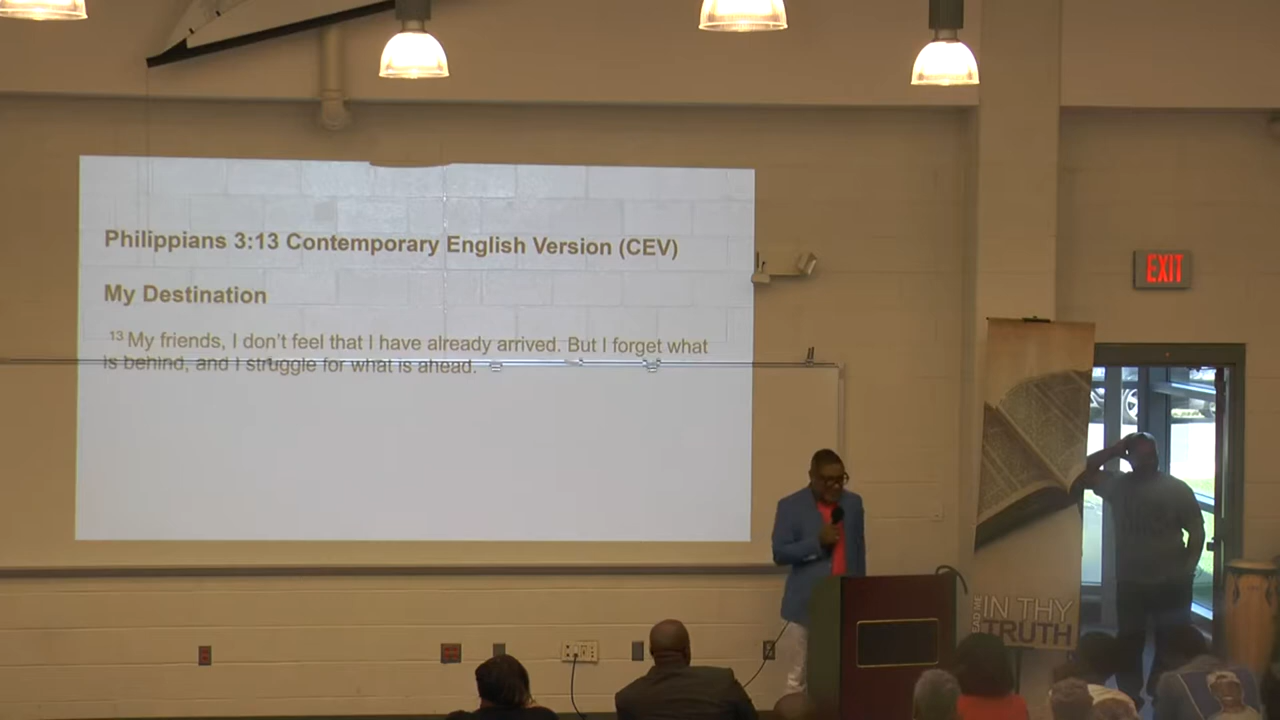 Philippians 3:13 Contemporary English Version (CEV)
My Destination
13 My friends, I don't feel that I have already arrived. But I forget what
is behind, and I struggle for what is ahead.
EXIT
IN THY
TRUTH